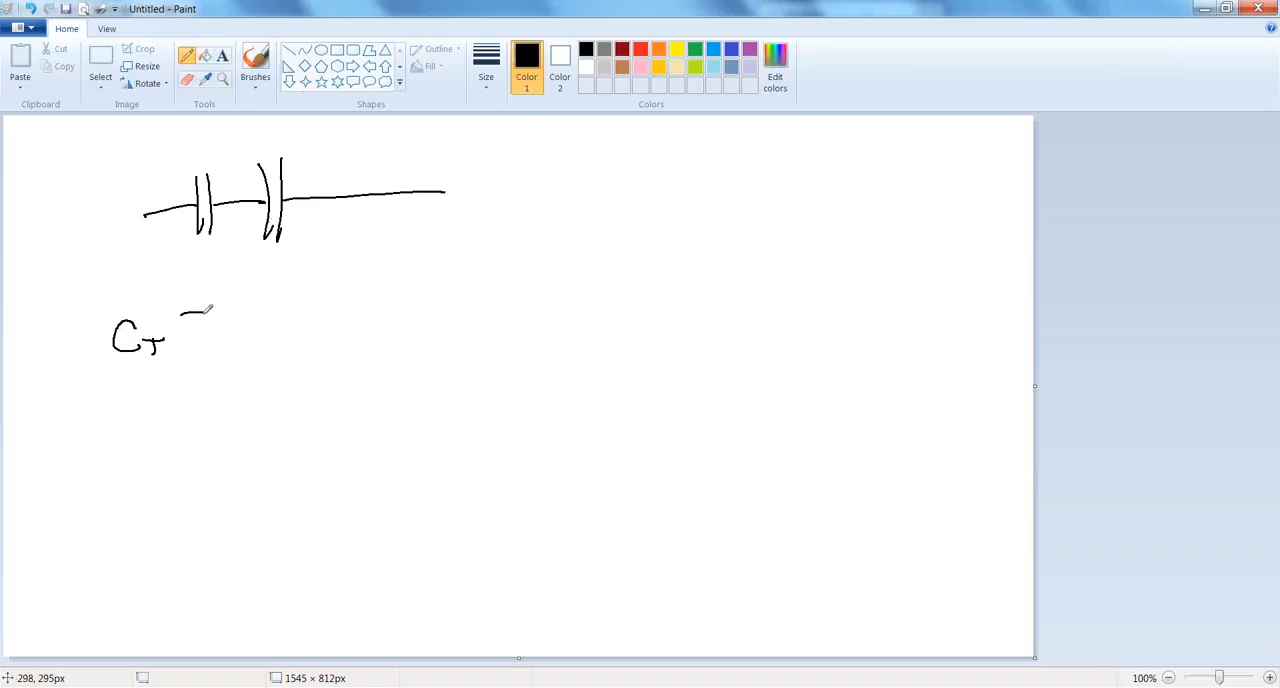 Untitled - Paint
Home View
Paste
Cut
Copy
Clipboard
Select
Crop
Resize
Rotate
Image
A
Tools
Brushes
Shapes
Outline
Fill
Size
Color 1
Color 2
Edit colors
Colors
CT
298, 295px
1545 × 812px
100%